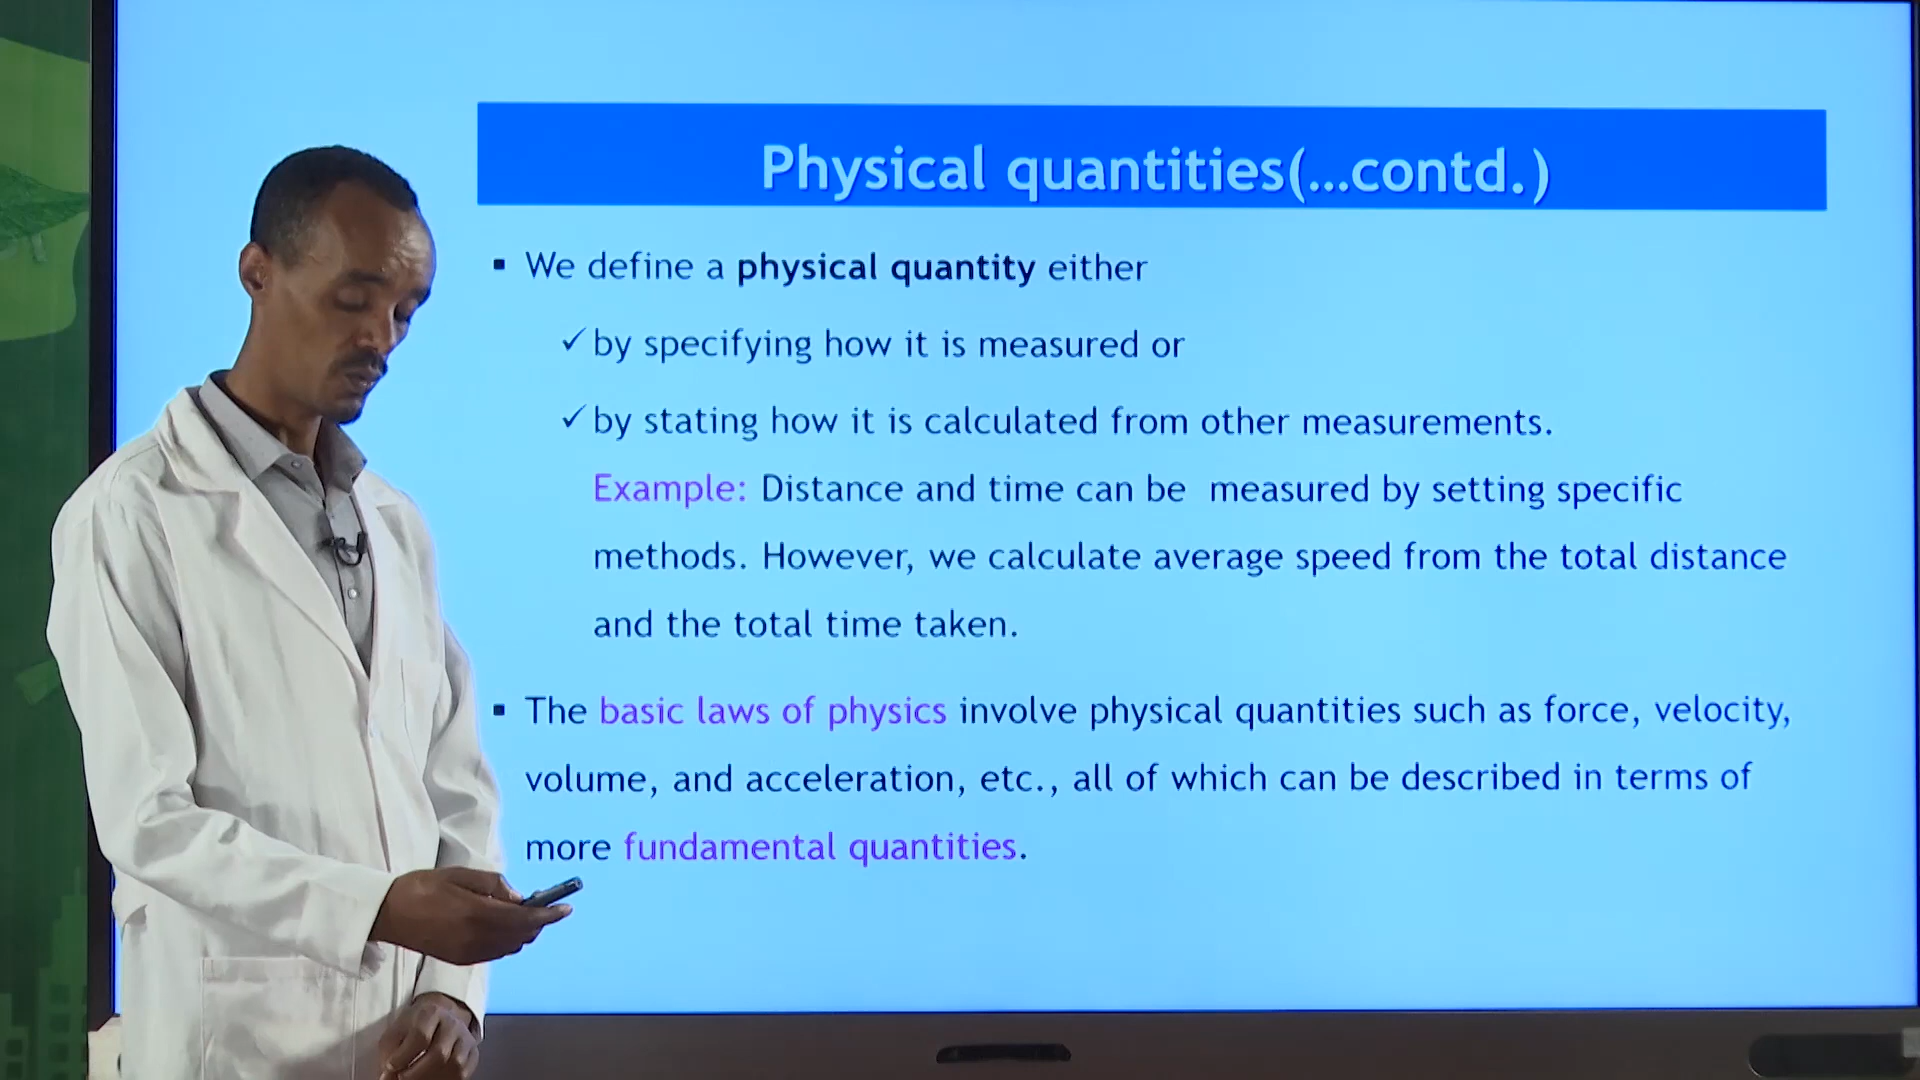 Physical quantities(...contd.)
▪ We define a physical quantity either
✓ by specifying how it is measured or
✓ by stating how it is calculated from other measurements.
Example: Distance and time can be measured by setting specific
methods. However, we calculate average speed from the total distance
and the total time taken.
▪ The basic laws of physics involve physical quantities such as force, velocity,
volume, and acceleration, etc., all of which can be described in terms of
more fundamental quantities.